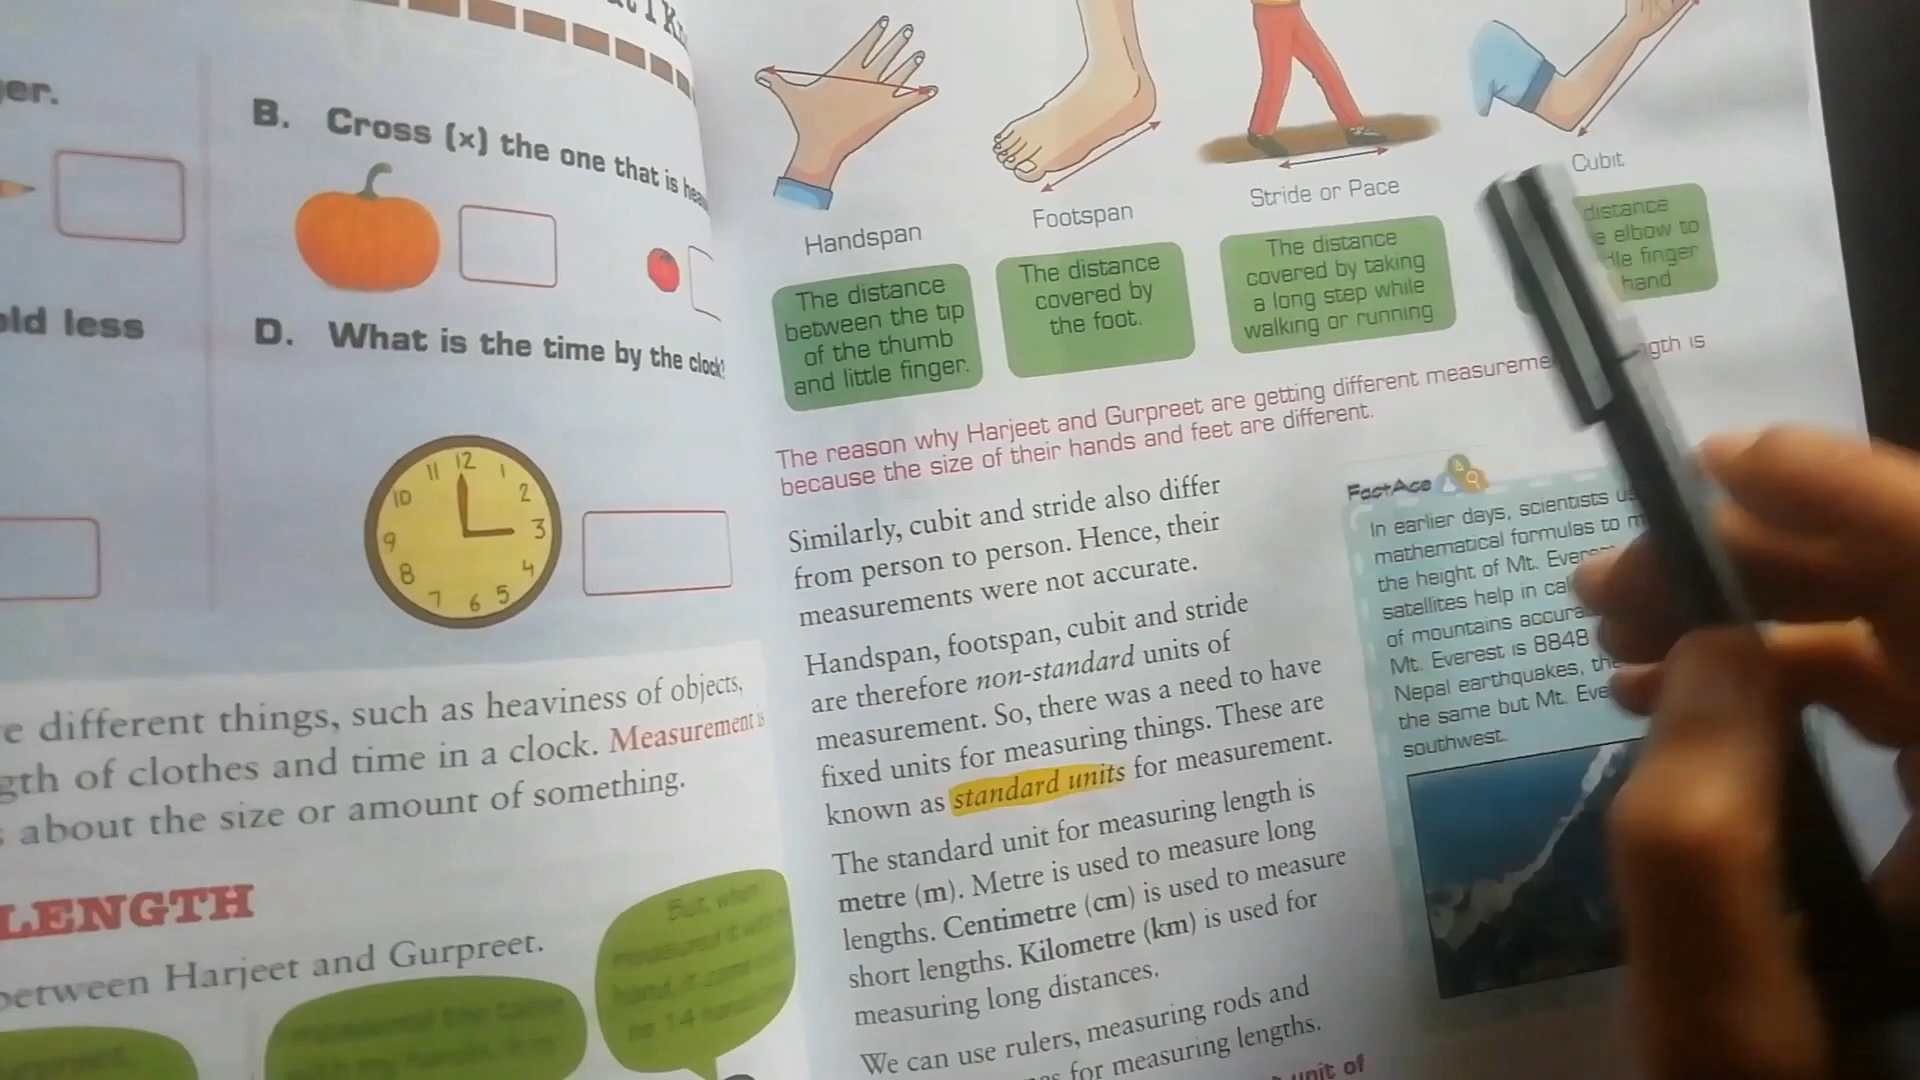 B. Cross (x) the one that is
old less
D. What is the time by the clock?
12
11
1
10
2
9
3
8
4
7
6
5
different things, such as heaviness of objects,
of clothes and time in a clock. Measurement is
about the size or amount of something.
LENGTH
between Harjeet and Gurpreet.
But when
Handspan
The distance
between the tip
of the thumb
and little finger.
Footspan
The distance
covered by
the foot.
Stride or Pace
The distance
covered by taking
a long step while
walking or running
Cubit
distance
elbow to
finger
hand
The reason why Harjeet and Gurpreet are getting different is
because the size of their hands and feet are different.
Similarly, cubit and stride also differ
from person to person. Hence, their
measurements were not accurate.
Handspan, footspan, cubit and stride
are therefore non-standard units of
measurement. So, there was a need to have
fixed units for measuring things. These are
known as standard units for measurement.
The standard unit for measuring length is
metre (m). Metre is used to measure long
lengths. Centimetre (cm) is used to measure
short lengths. Kilometre (km) is used for
measuring long distances.
We can use rulers, measuring rods and
for measuring lengths.
unit of
FactAce
In earlier days, scientists
mathematical formulas to
the height of Mt.
satellites help in
of mountains
Mt. Everest is 8848
Nepal earthquakes,
the same but Mt.
southwest.